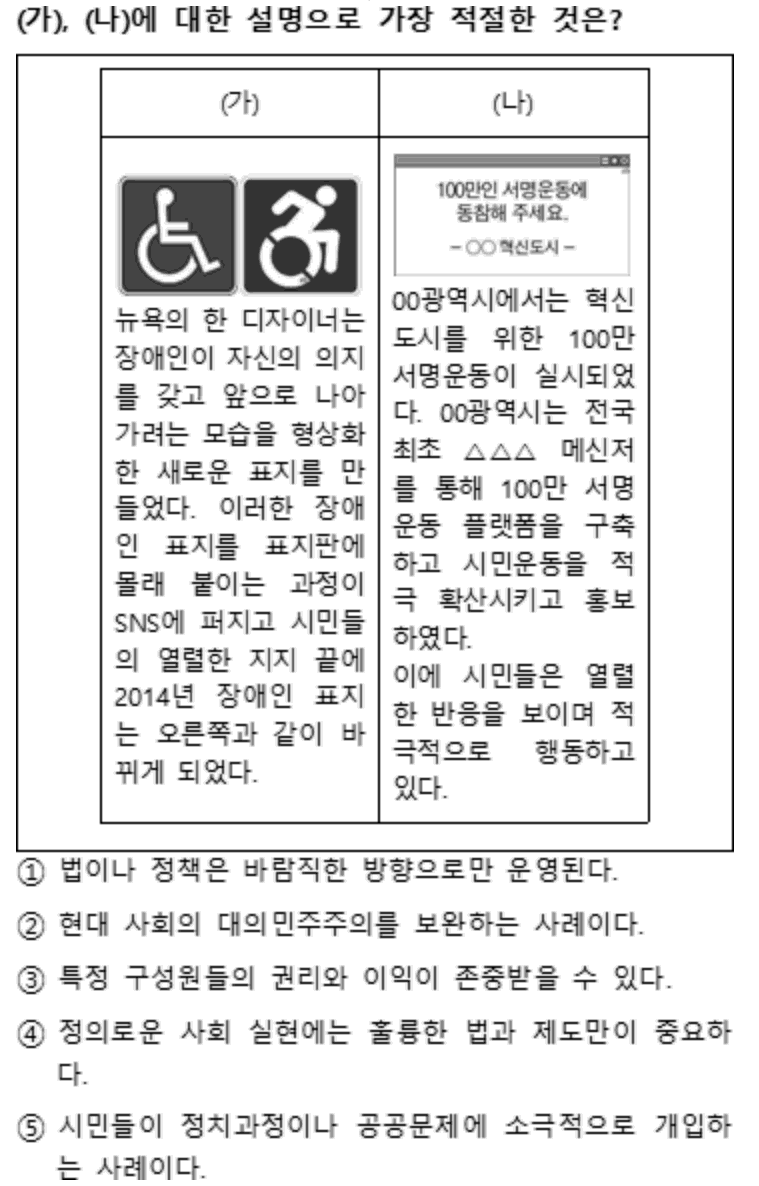 (가), (나)에 대한 설명으로 가장 적절한 것은?
(가)
뉴욕의 한 디자이너는
장애인이 자신의 의지
를 갖고 앞으로 나아
가려는 모습을 형상화
한 새로운 표지를 만
들었다. 이러한 장애
인 표지를 표지판에
몰래 붙이는 과정이
SNS에 퍼지고 시민들
의 열렬한 지지 끝에
2014년 장애인 표지
는 오른쪽과 같이 바
뀌게 되었다.
(나)
100만인 서명운동에
동참해 주세요.
- ○○ 혁신도시 -
00광역시에서는 혁신
도시를 위한 100만
서명운동이 실시되었
다. 00광역시는 전국
최초 △△△ 메신저
를 통해 100만 서명
운동 플랫폼을 구축
하고 시민운동을 적
극 확산시키고 홍보
하였다.
이에 시민들은 열렬
한 반응을 보이며 적
극적으로 행동하고
있다.
① 법이나 정책은 바람직한 방향으로만 운영된다.
② 현대 사회의 대의민주주의를 보완하는 사례이다.
③ 특정 구성원들의 권리와 이익이 존중받을 수 있다.
④ 정의로운 사회 실현에는 훌륭한 법과 제도만이 중요하
다.
⑤ 시민들이 정치과정이나 공공문제에 소극적으로 개입하
는 사례이다.